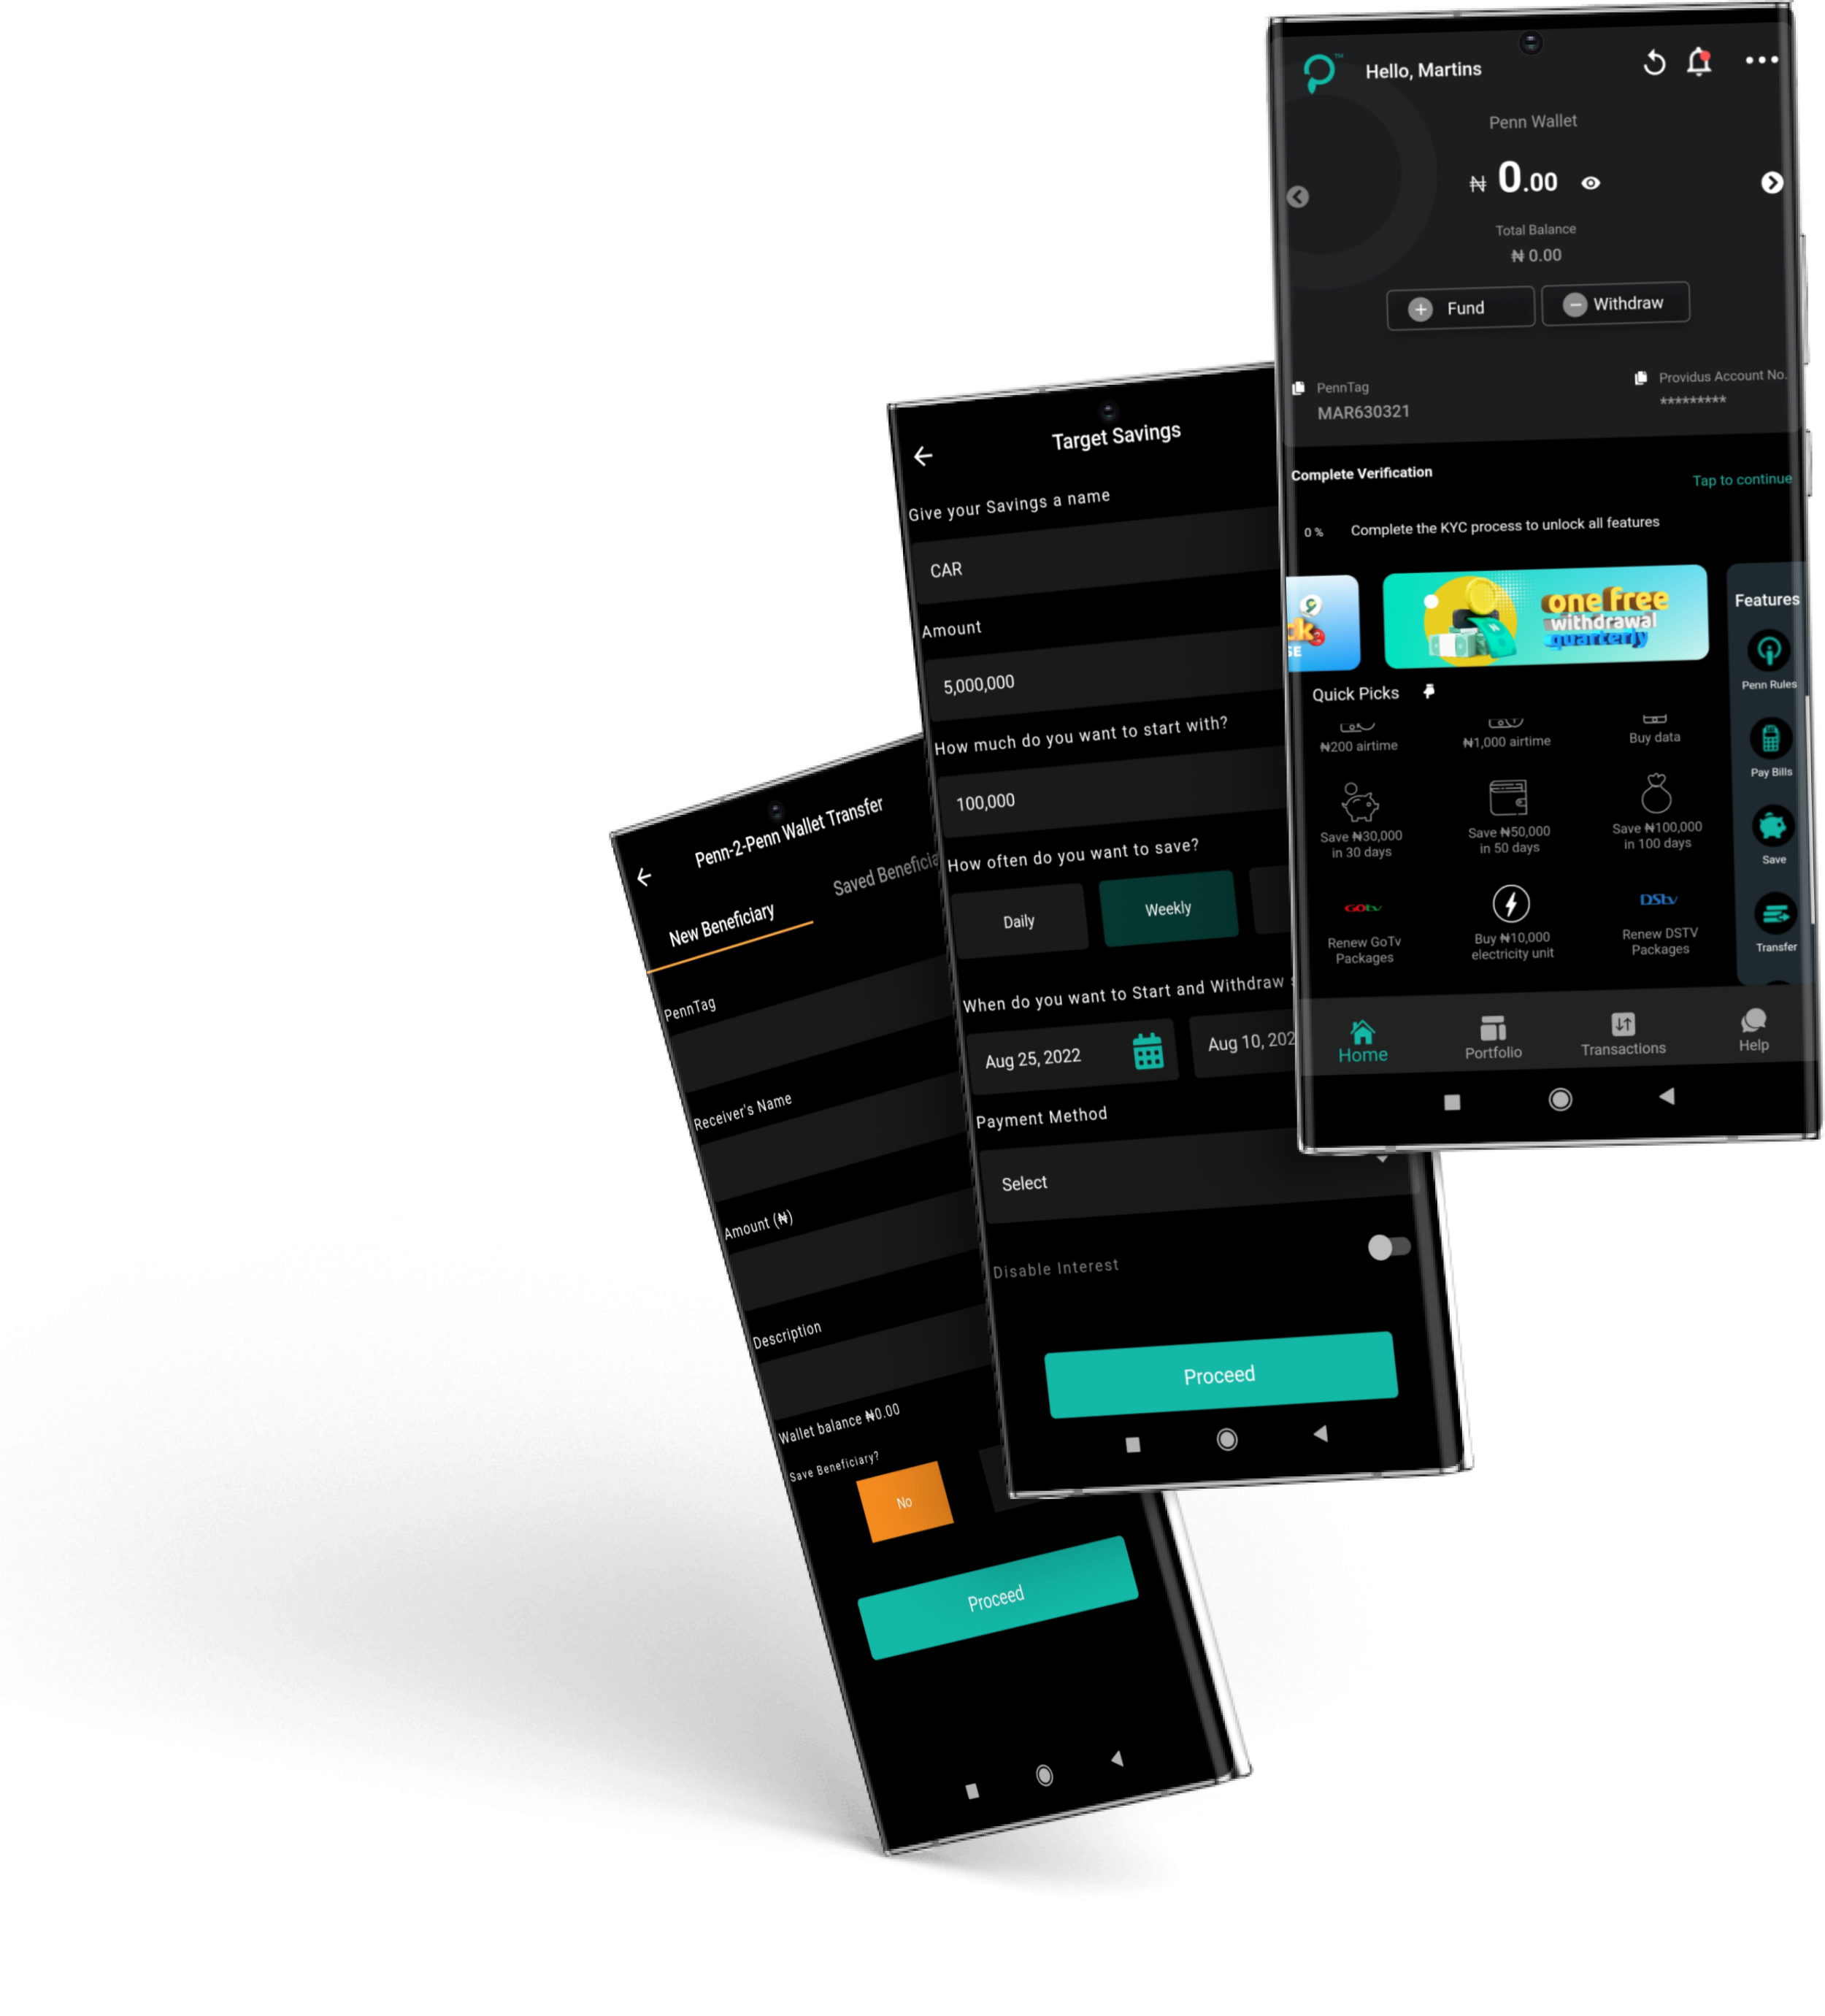 Hello, Martins
Penn Wallet
₦ 0.00
Total Balance
₦ 0.00
Fund
Withdraw
PennTag
MAR630321
Providus Account No.
*********
Complete Verification
Tap to continue
0 %
Complete the KYC process to unlock all features
SE
one free
withdrawal
quarterly
Features
Penn Rules
Pay Bills
Save
Transfer
Quick Picks
₦200 airtime
₦1,000 airtime
Buy data
Save ₦30,000
in 30 days
Save ₦50,000
in 50 days
Save ₦100,000
in 100 days
GOtv
Renew GoTv
Packages
Buy ₦10,000
electricity unit
DStv
Renew DSTV
Packages
Home
Portfolio
Transactions
Help
Target Savings
Give your Savings a name
CAR
Amount
5,000,000
How much do you want to start with?
100,000
How often do you want to save?
Daily
Weekly
When do you want to Start and Withdraw
Aug 25, 2022
Aug 10, 202
Payment Method
Select
Disable Interest
Proceed
Penn-2-Penn Wallet Transfer
New Beneficiary
Saved Beneficia
PennTag
Receiver's Name
Amount (₦)
Description
Wallet balance ₦0.00
Save Beneficiary?
No
Proceed